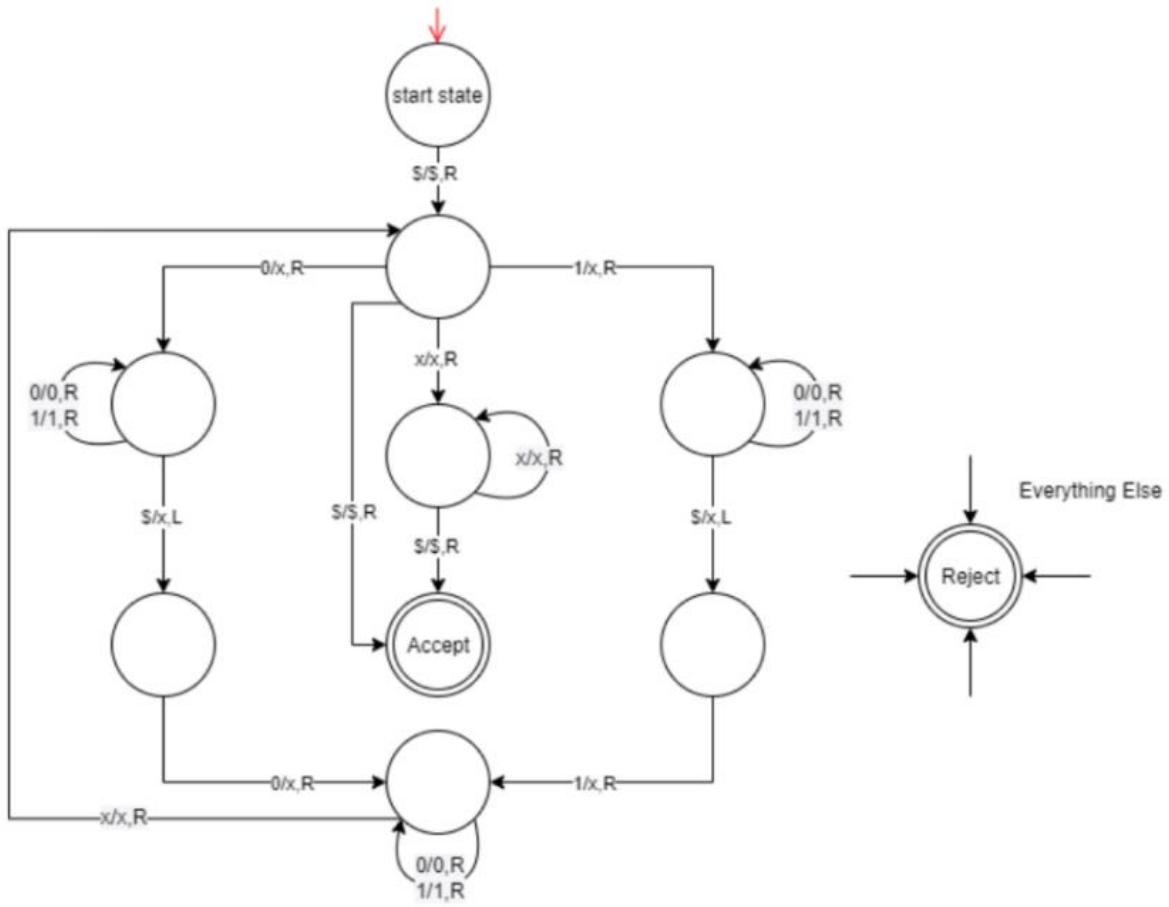 start state
$/$,R
0/x,R
1/x,R
x/x,R
0/0,R
1/1,R
0/0,R
1/1,R
x/x,R
Everything Else
$/x,L
$/$,R
$/x,L
$/$,R
Reject
Accept
0/x,R
1/x,R
x/x,R
0/0,R
1/1,R